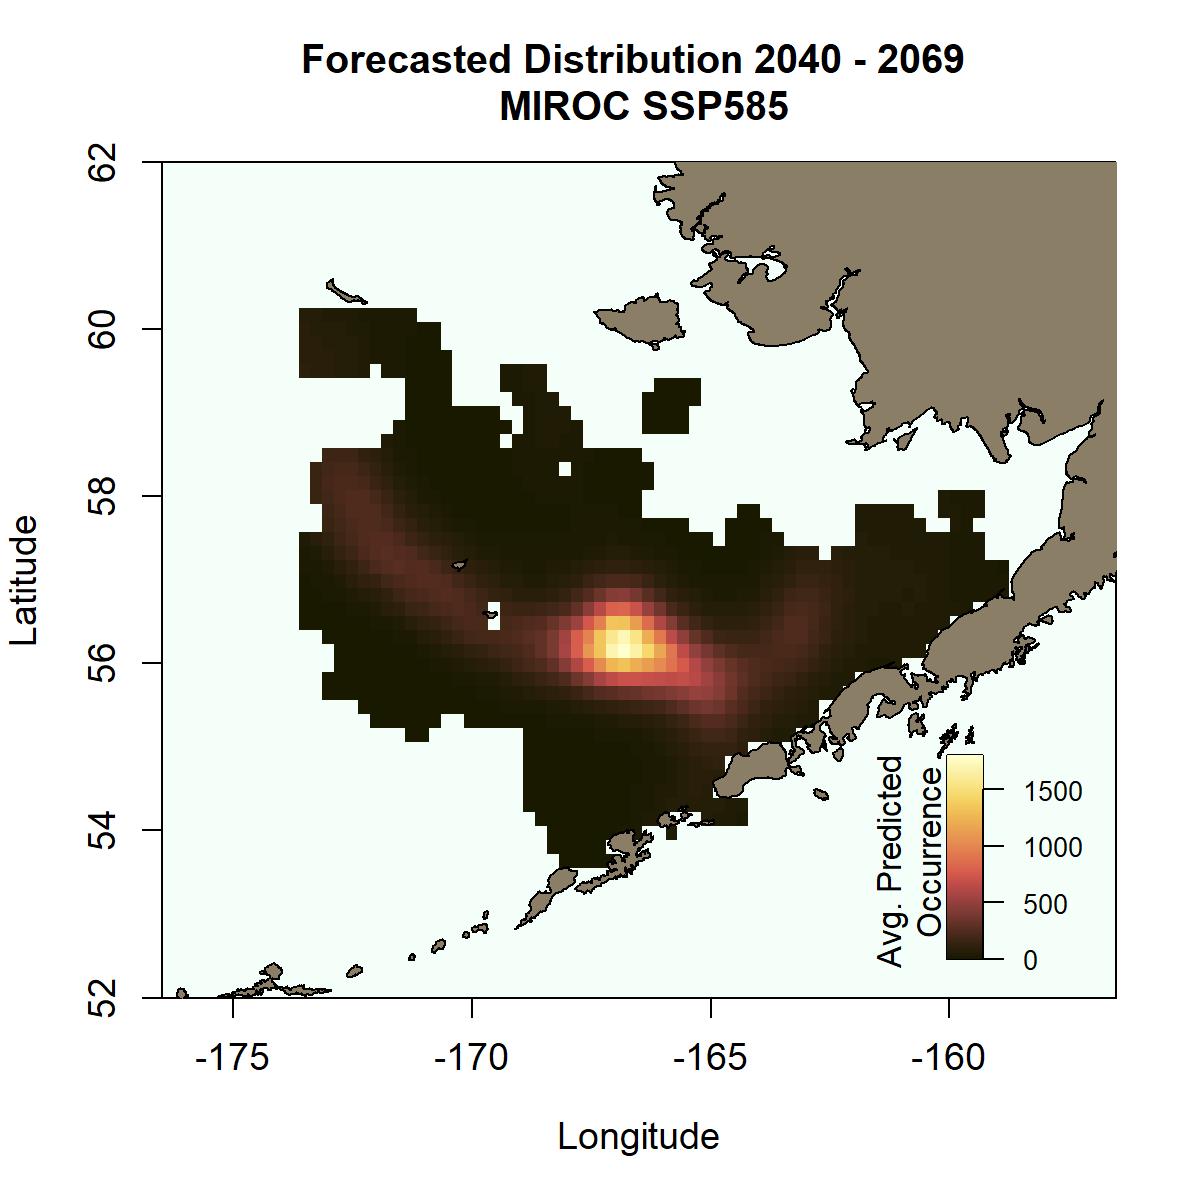 Forecasted Distribution 2040 - 2069
MIROC SSP585
62
60
58
56
54
52
Latitude
-175
-170
-165
-160
Longitude
Avg. Predicted
Occurrence
1500
1000
500
0